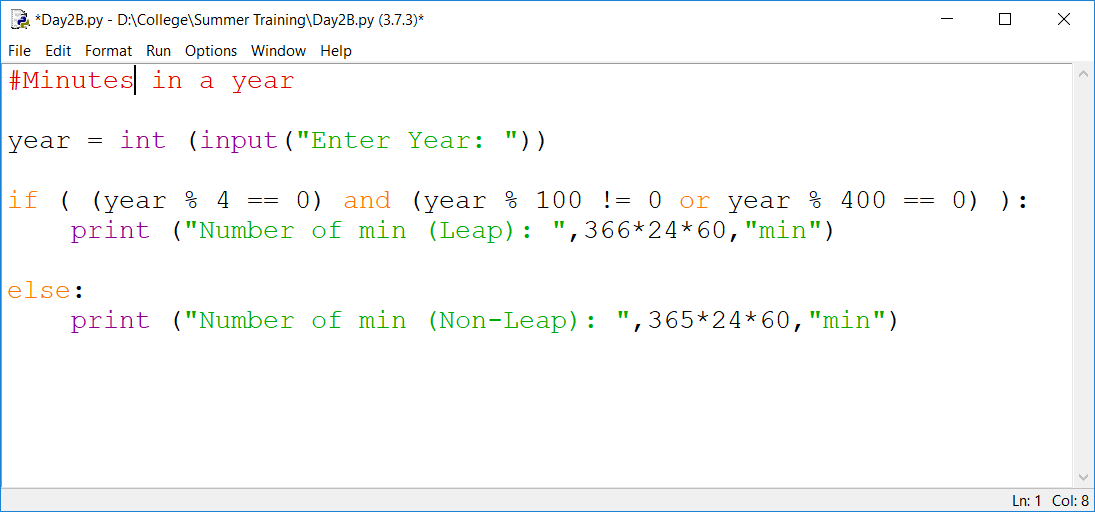 *Day2B.py - D:\College\Summer Training\Day2B.py (3.7.3)*
File Edit Format Run Options Window Help
#Minutes in a year
year = int (input("Enter Year: "))
if ( (year % 4 == 0) and (year % 100 != 0 or year % 400 == 0) ):
    print ("Number of min (Leap): ",366*24*60,"min")
else:
    print ("Number of min (Non-Leap): ",365*24*60,"min")
Ln: 1 Col: 8